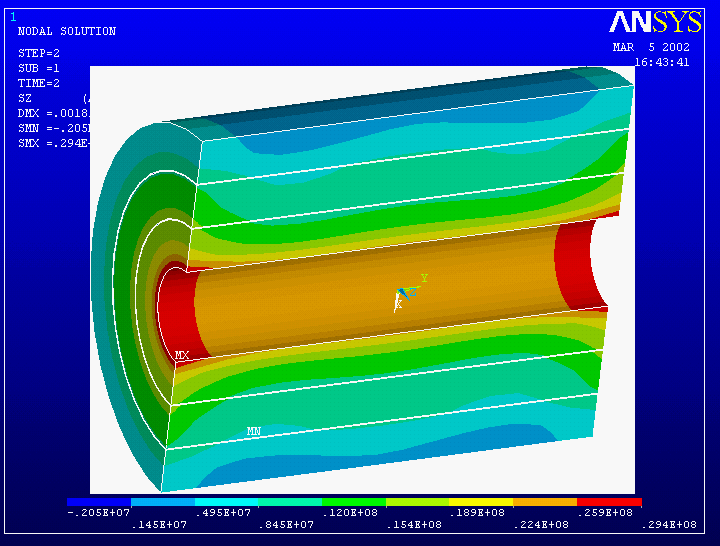 1
ANSYS
NODAL SOLUTION
MAR 5 2002
16:43:41
STEP=2
SUB =1
TIME=2
SZ
DMX =.0018
SMN =-.205
SMX =.294E
Y
Z
X
MX
MN
-.205E+07 .495E+07 .120E+08 .189E+08 .259E+08
.145E+07 .845E+07 .154E+08 .224E+08 .294E+08